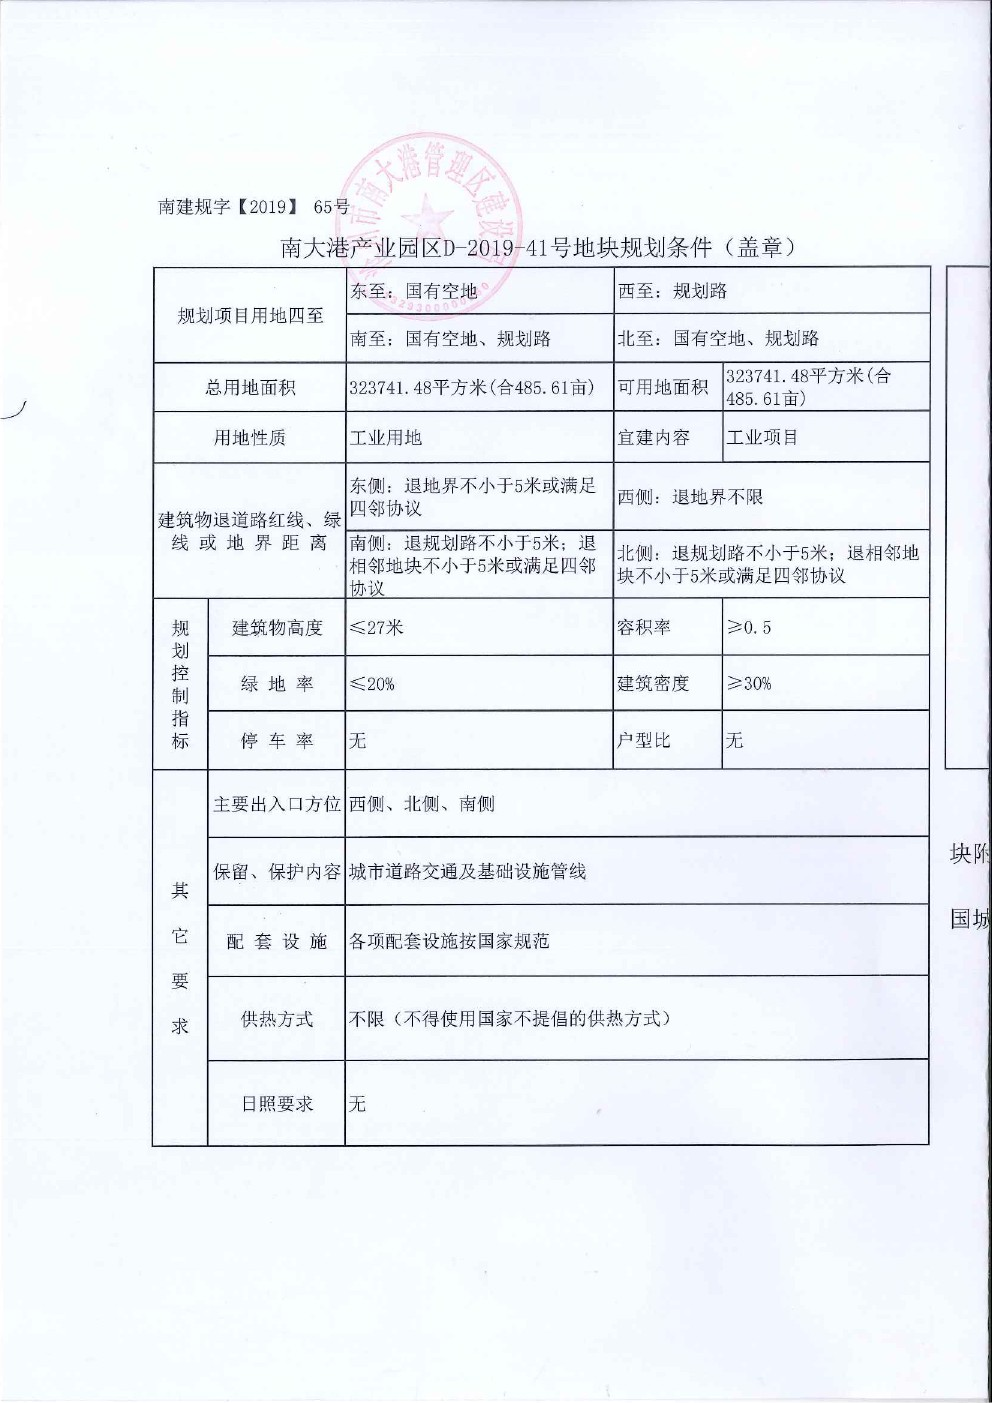 南建规字【2019】 65号
南大港产业园区D-2019-41号地块规划条件（盖章）
规划项目用地四至
东至：国有空地
西至：规划路
南至：国有空地、规划路
北至：国有空地、规划路
总用地面积
323741.48平方米(合485.61亩)
可用地面积
323741.48平方米(合
485.61亩)
用地性质
工业用地
宜建内容
工业项目
建筑物退道路红线、绿
线或地界距离
东侧：退地界不小于5米或满足
四邻协议
西侧：退地界不限
南侧：退规划路不小于5米；退
相邻地块不小于5米或满足四邻
协议
北侧：退规划路不小于5米；退相邻地
块不小于5米或满足四邻协议
规划控制指标
建筑物高度
≤27米
容积率
≥0.5
绿地率
≤20%
建筑密度
≥30%
停车率
无
户型比
无
其它要求
主要出入口方位
西侧、北侧、南侧
保留、保护内容
城市道路交通及基础设施管线
配套设施
各项配套设施按国家规范
供热方式
不限（不得使用国家不提倡的供热方式）
日照要求
无
块附
国城